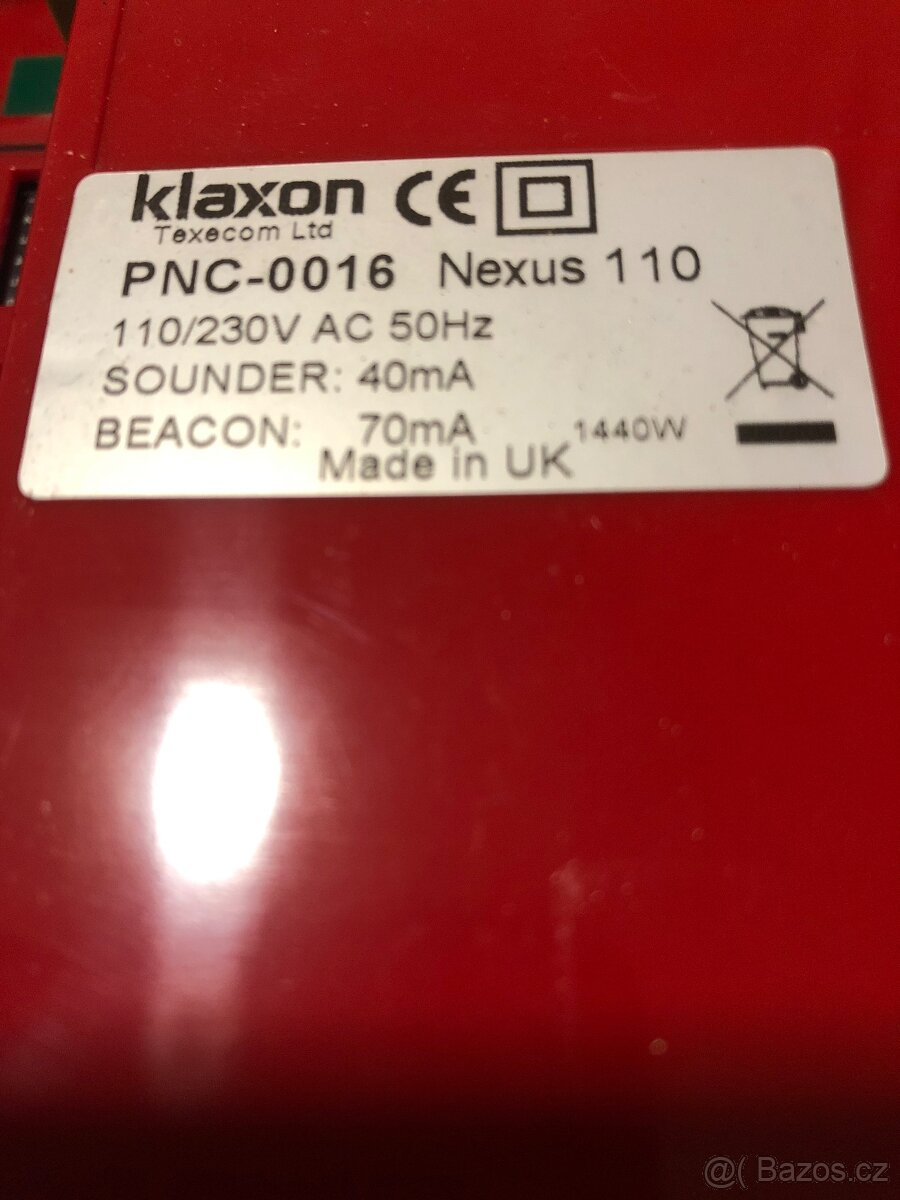 klaxon CE
Texecom Ltd
PNC-0016 Nexus 110
110/230V AC 50Hz
SOUNDER: 40mA
BEACON: 70mA 1440W
Made in UK
@( Bazos.cz